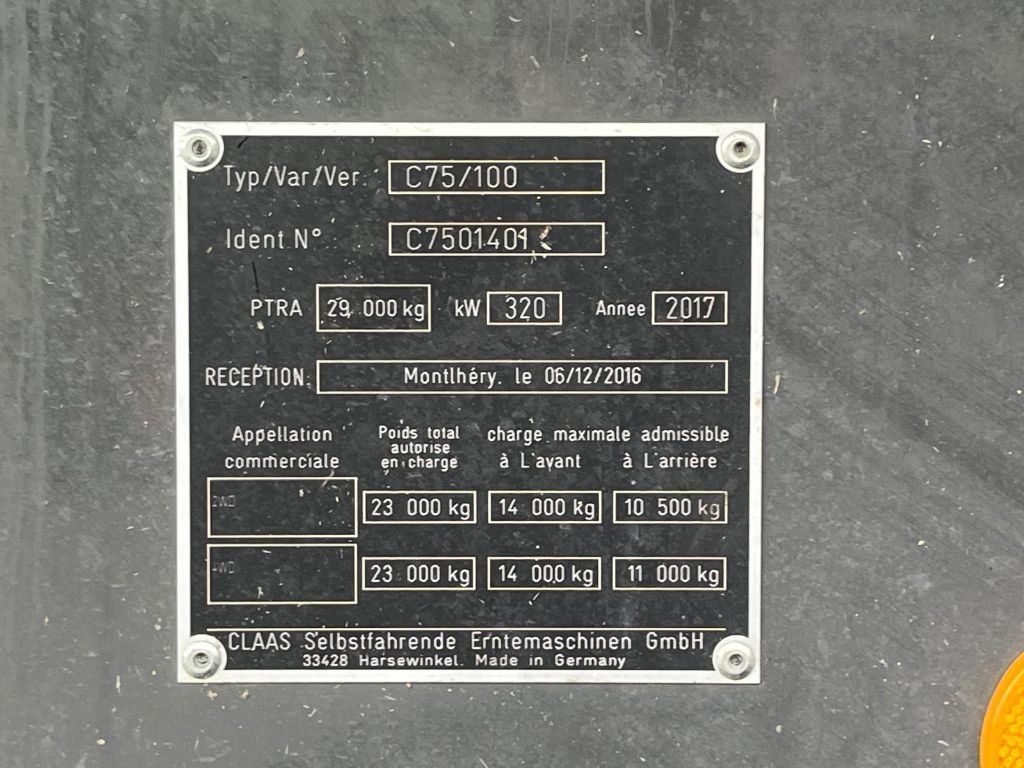 Typ/Var/Ver. C75/100
Ident.N° C7501401
PTRA 29. 000 kg kW 320 Annee 2017
RECEPTION. Montlhéry, le 06/12/2016
Appellation commerciale Poids total autorise en charge charge maximale admissible à L'avant à L'arrière
2WD 23 000 kg 14 000 kg 10 500 kg
4WD 23 000 kg 14 000 kg 11 000 kg
CLAAS Selbstfahrende Erntemaschinen GmbH
33428 Harsewinkel. Made in Germany